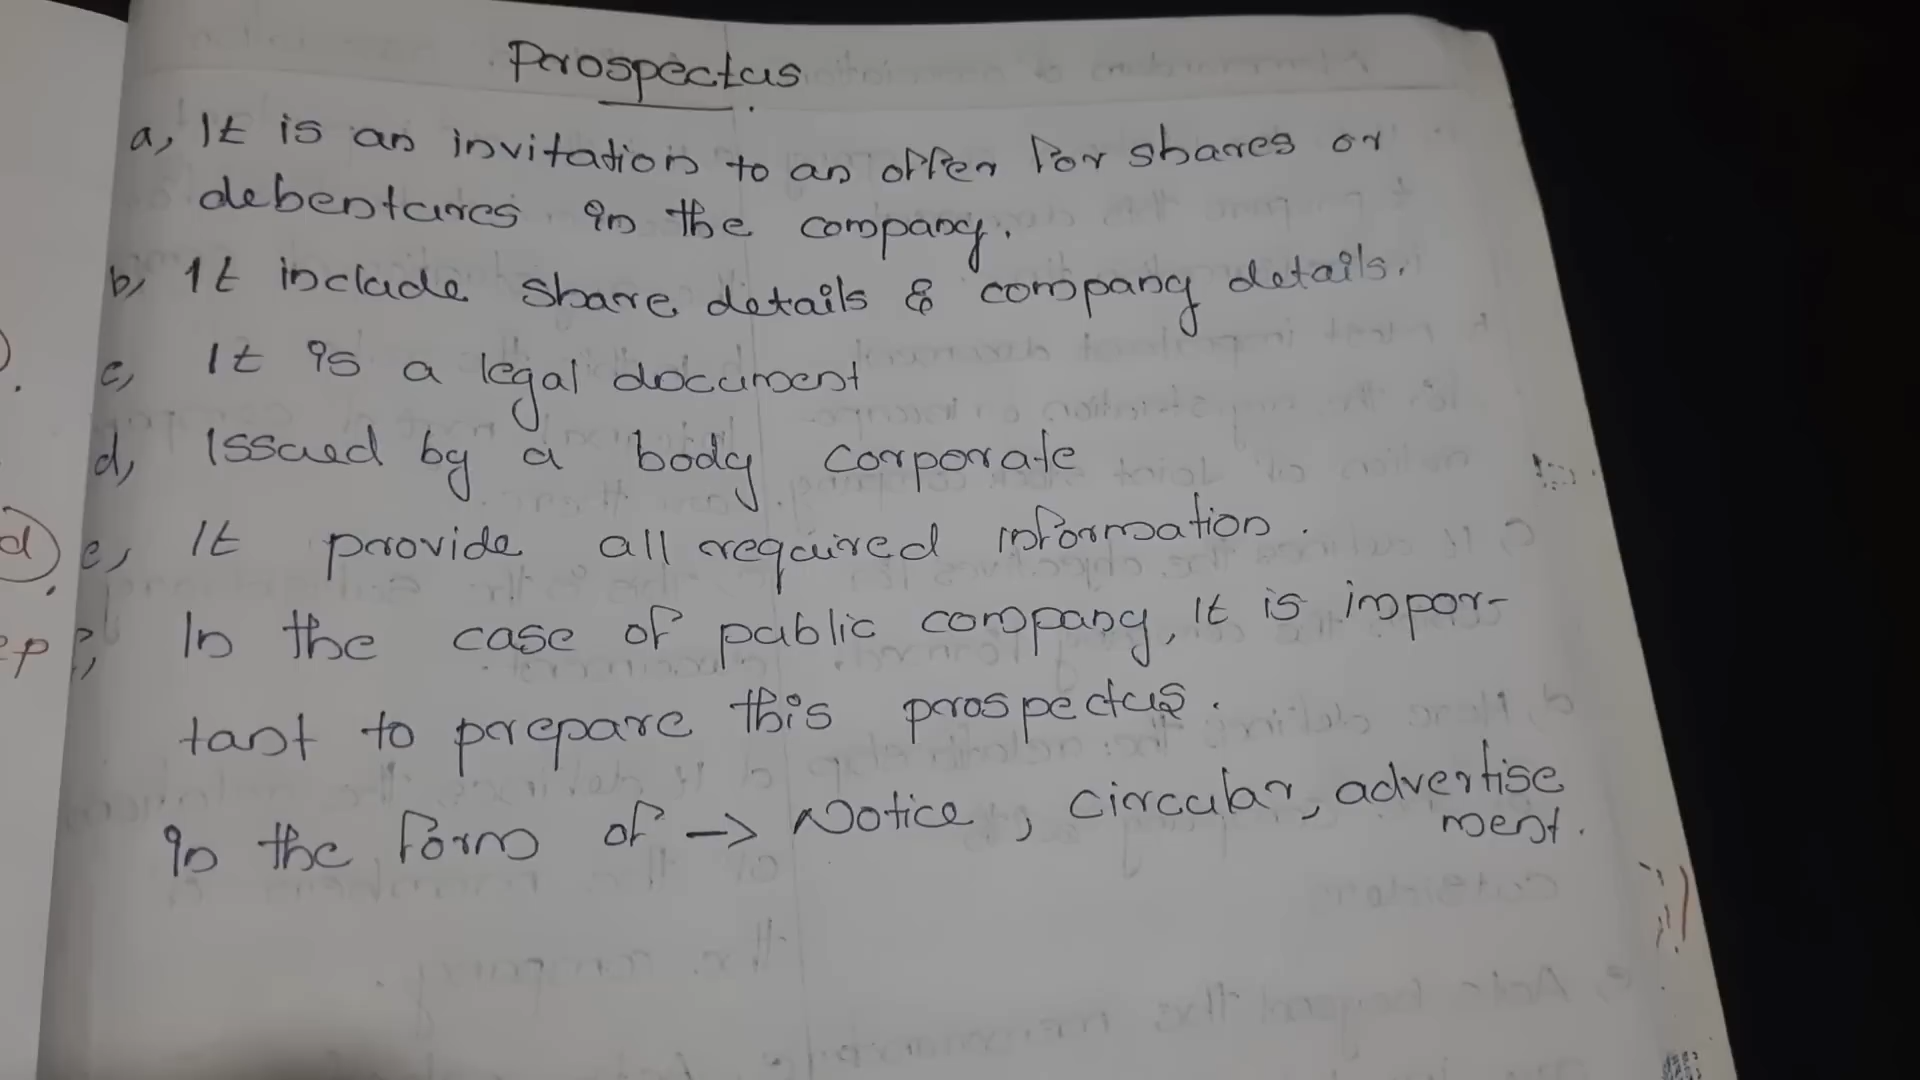 Prospectus
a, It is an invitation to an offer for shares or
debentures in the company.
b, It include share details & company details.
c, It is a legal document
d, Issued by a body corporate
e, It provide all required information.
f, In the case of public company, it is impor-
tant to prepare this prospectus.
In the form of -> Notice, circular, advertise
ment.